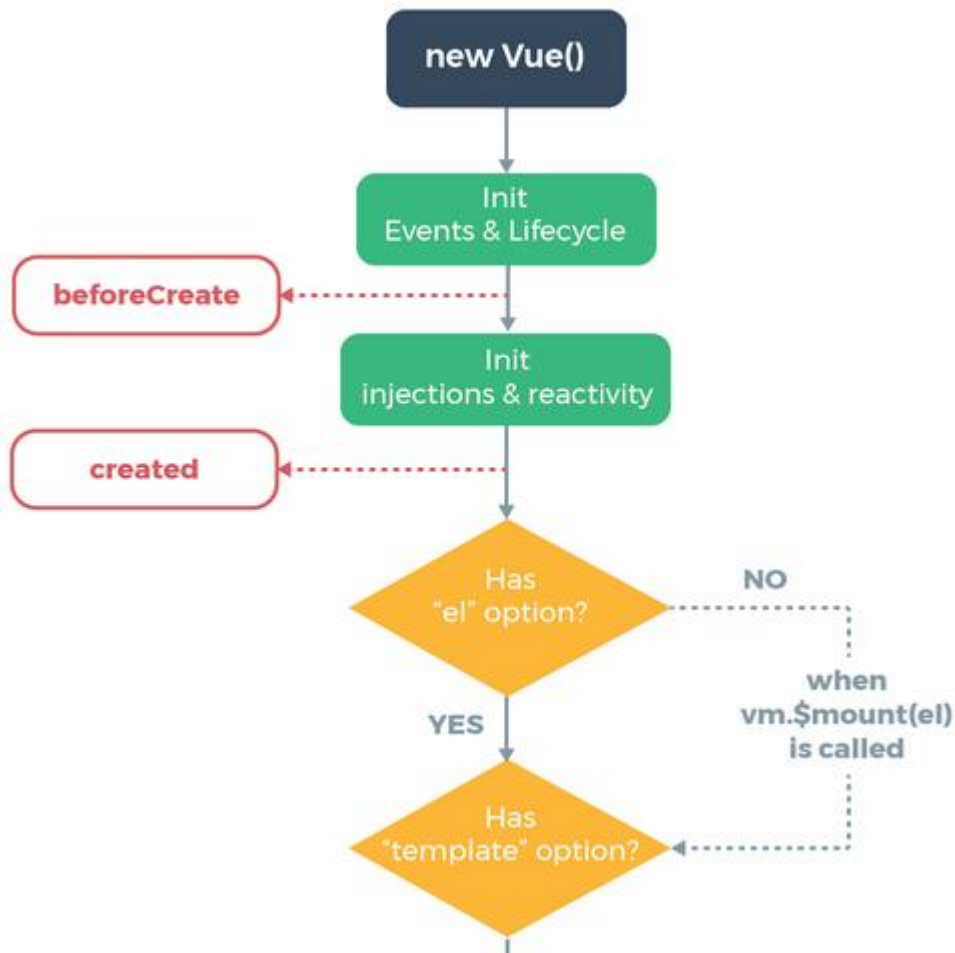 new Vue()
Init
Events & Lifecycle
beforeCreate
Init
injections & reactivity
created
Has
“el” option?
NO
when
vm.$mount(el)
is called
YES
Has
“template” option?